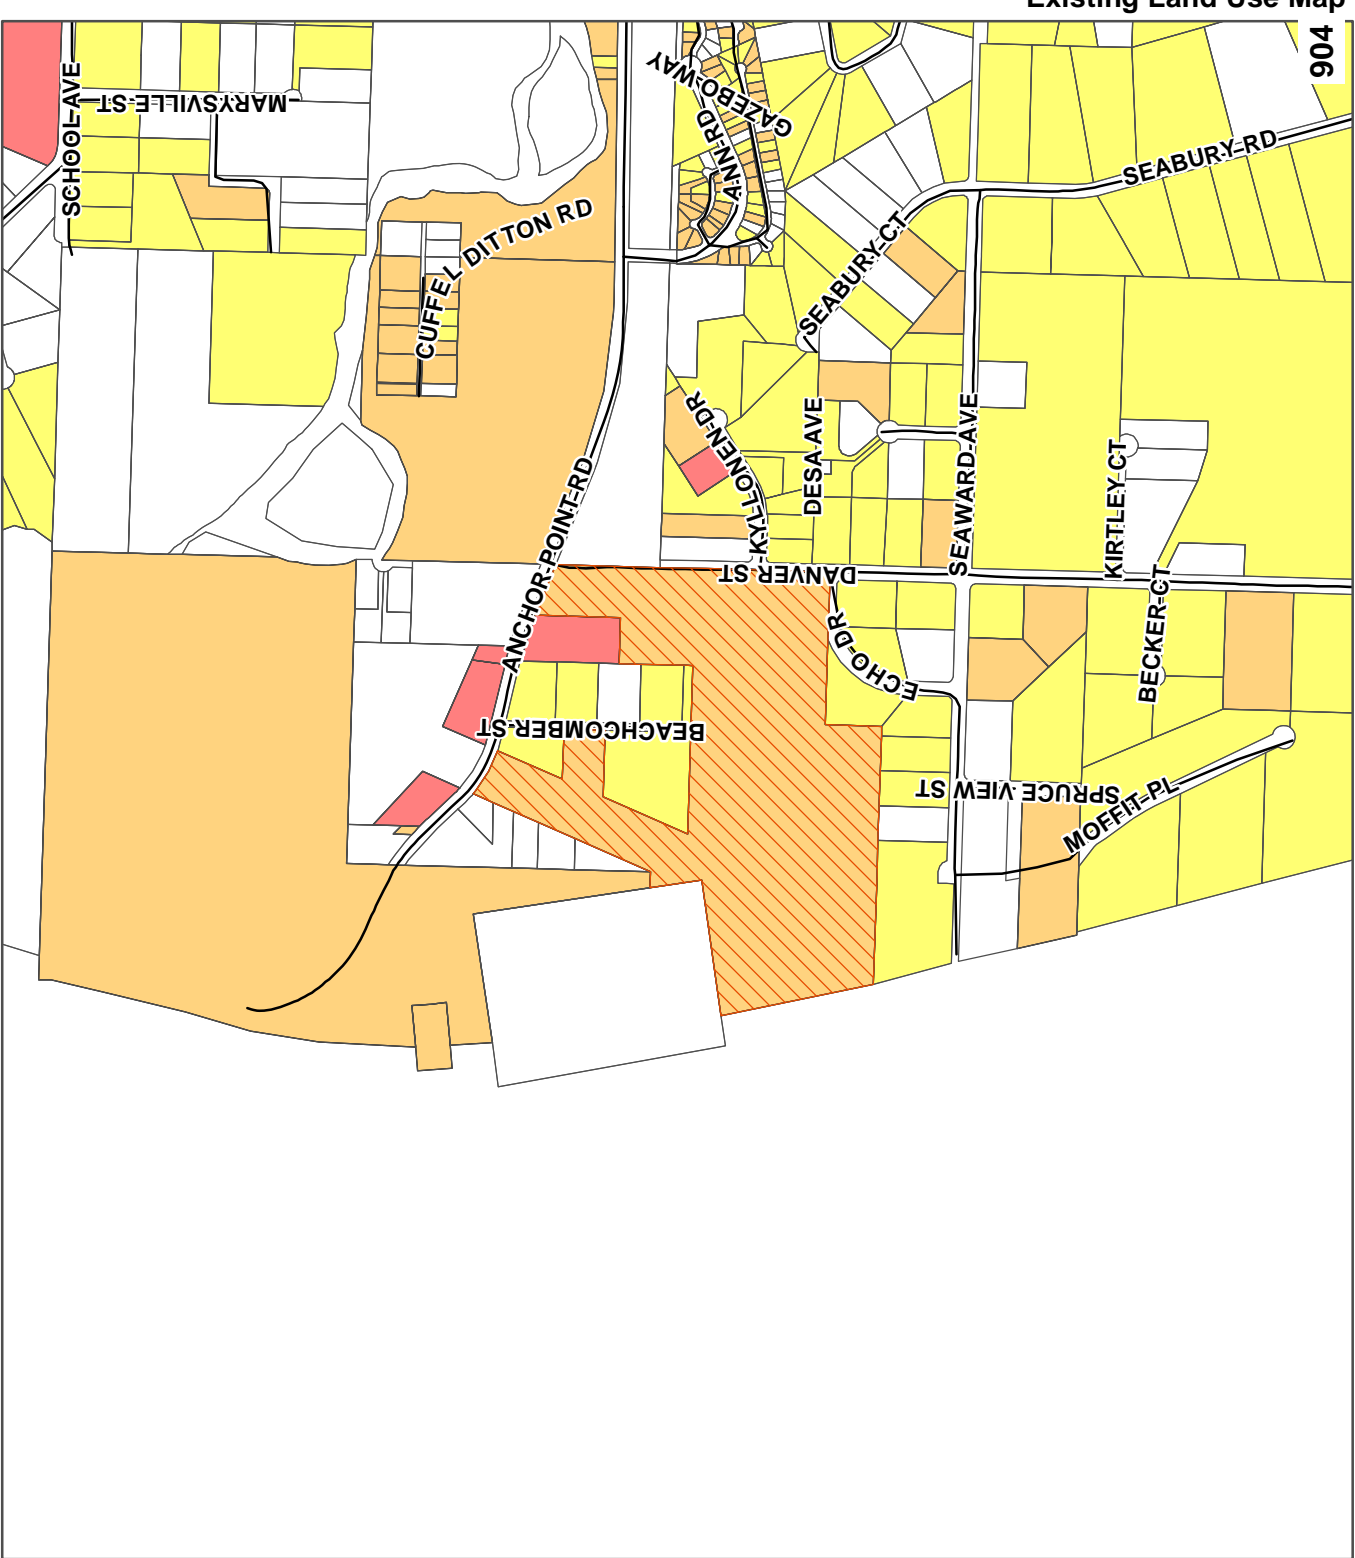 Existing Land Use Map
904
SCHOOL AVE
MARYSVILLE ST
GAZEBO WAY
ANN RD
SEABURY RD
CUFFEL DITTON RD
SEABURY CT
KYLLONEN DR
DESA AVE
SEAWARD AVE
KIRTLEY CT
ANCHOR POINT RD
DANVER ST
BECKER CT
ECHO DR
BEACHCOMBER ST
SPRUCE VIEW ST
MOFFIT PL